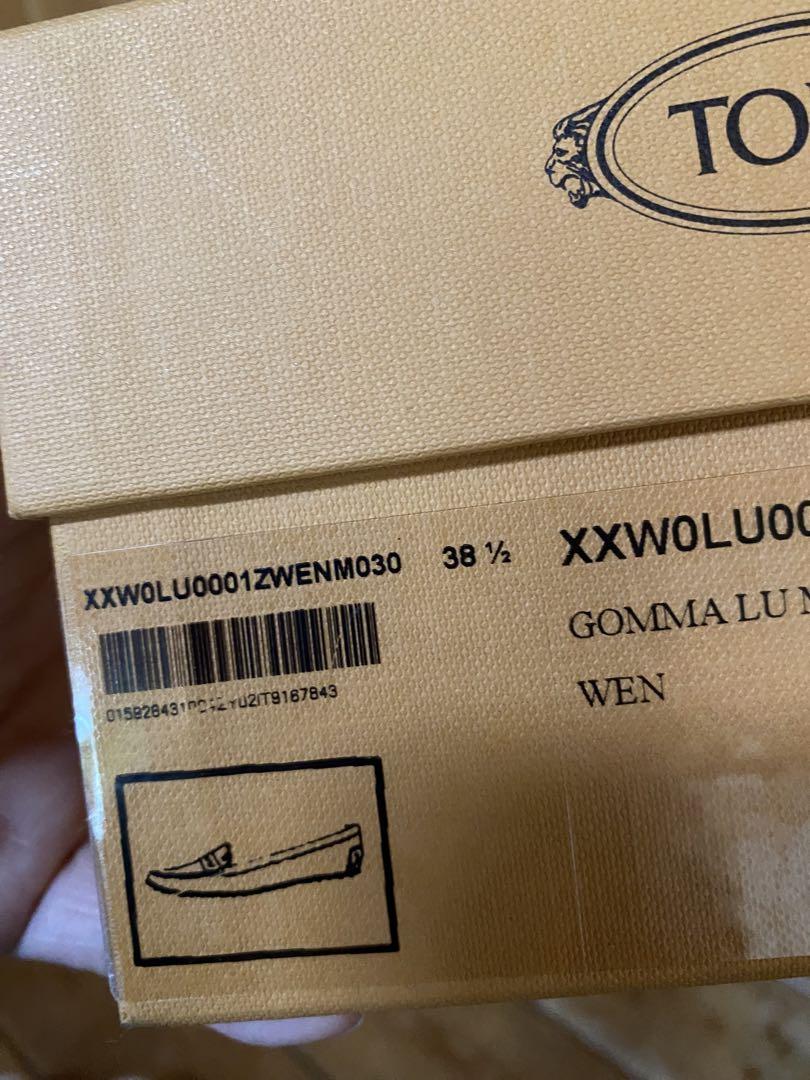 TO
XXW0LU0001ZWENM030 38 ½ XXW0LU00
GOMMA LU
WEN